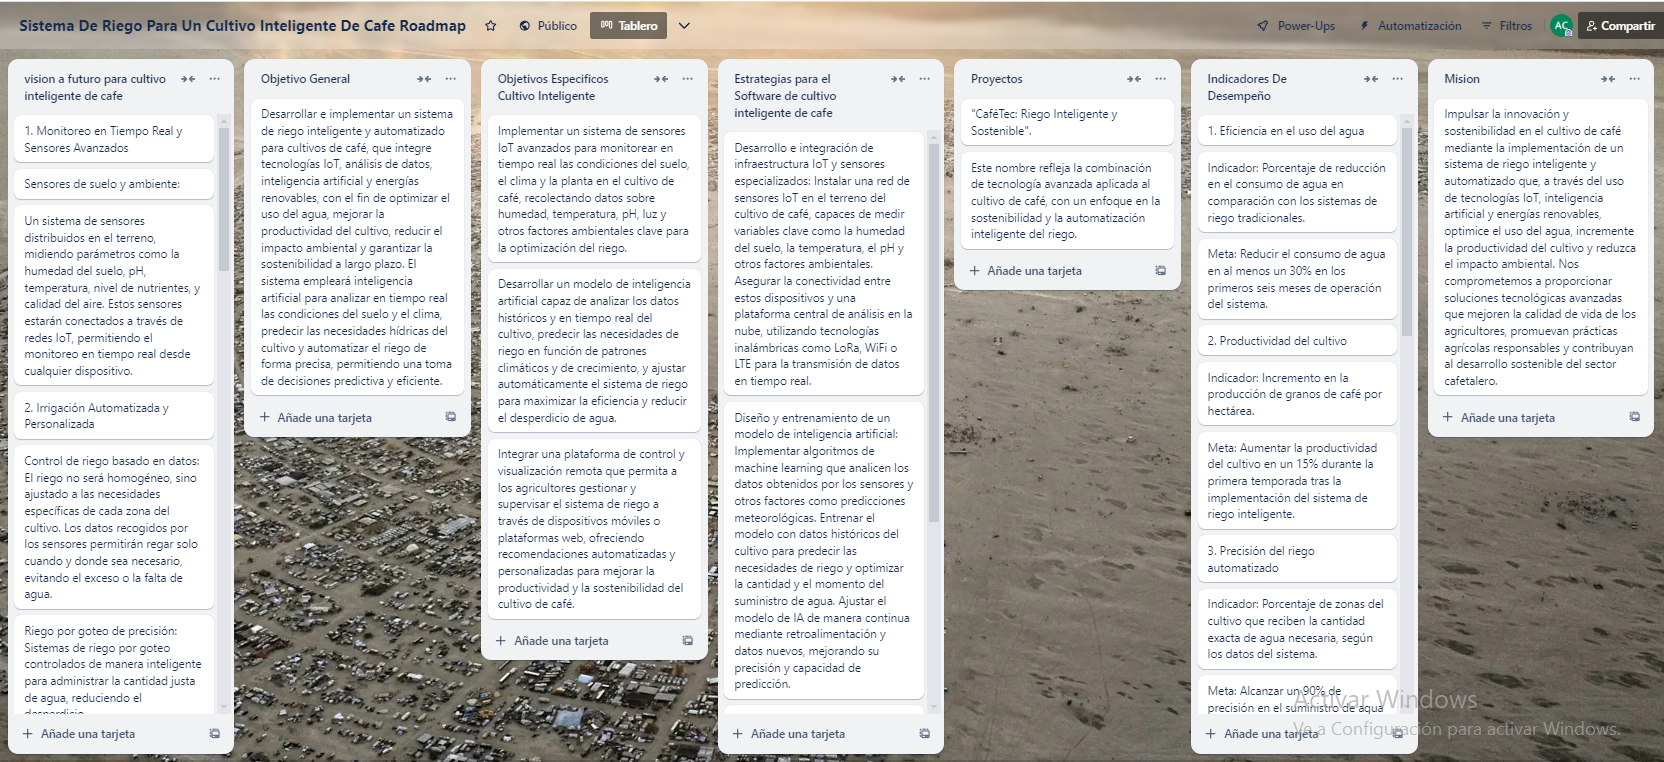 Sistema De Riego Para Un Cultivo Inteligente De Cafe Roadmap
Público
Tablero
Power-Ups
Automatización
Filtros
AC
Compartir
vision a futuro para cultivo
inteligente de cafe
1. Monitoreo en Tiempo Real y
Sensores Avanzados
Sensores de suelo y ambiente:
Un sistema de sensores
distribuidos en el terreno,
midiendo parámetros como la
humedad del suelo, pH,
temperatura, nivel de nutrientes, y
calidad del aire. Estos sensores
estarán conectados a través de
redes IoT, permitiendo el
monitoreo en tiempo real desde
cualquier dispositivo.
2. Irrigación Automatizada y
Personalizada
Control de riego basado en datos:
El riego no será homogéneo, sino
ajustado a las necesidades
específicas de cada zona del
cultivo. Los datos recogidos por
los sensores permitirán regar solo
cuando y donde sea necesario,
evitando el exceso o la falta de
agua.
Riego por goteo de precisión:
Sistemas de riego por goteo
controlados de manera inteligente
para administrar la cantidad justa
de agua, reduciendo el
desperdicio
Añade una tarjeta
Objetivo General
Desarrollar e implementar un sistema
de riego inteligente y automatizado
para cultivos de café, que integre
tecnologías IoT, análisis de datos,
inteligencia artificial y energías
renovables, con el fin de optimizar el
uso del agua, mejorar la
productividad del cultivo, reducir el
impacto ambiental y garantizar la
sostenibilidad a largo plazo. El
sistema empleará inteligencia
artificial para analizar en tiempo real
las condiciones del suelo y el clima,
predecir las necesidades hídricas del
cultivo y automatizar el riego de
forma precisa, permitiendo una toma
de decisiones predictiva y eficiente.
Añade una tarjeta
Objetivos Especificos
Cultivo Inteligente
Implementar un sistema de sensores
IoT avanzados para monitorear en
tiempo real las condiciones del suelo,
el clima y la planta en el cultivo de
café, recolectando datos sobre
humedad, temperatura, pH, luz y
otros factores ambientales clave para
la optimización del riego.
Desarrollar un modelo de inteligencia
artificial capaz de analizar los datos
históricos y en tiempo real del
cultivo, predecir las necesidades de
riego en función de patrones
climáticos y de crecimiento, y ajustar
automáticamente el sistema de riego
para maximizar la eficiencia y reducir
el desperdicio de agua.
Integrar una plataforma de control y
visualización remota que permita a
los agricultores gestionar y
supervisar el sistema de riego a
través de dispositivos móviles o
plataformas web, ofreciendo
recomendaciones automatizadas y
personalizadas para mejorar la
productividad y la sostenibilidad del
cultivo de café.
Añade una tarjeta
Estrategias para el
Software de cultivo
inteligente de cafe
Desarrollo e integración de
infraestructura IoT y sensores
especializados: Instalar una red de
sensores IoT en el terreno del
cultivo de café, capaces de medir
variables clave como la humedad
del suelo, la temperatura, el pH y
otros factores ambientales.
Asegurar la conectividad entre
estos dispositivos y una
plataforma central de análisis en la
nube, utilizando tecnologías
inalámbricas como LoRa, WiFi o
LTE para la transmisión de datos
en tiempo real.
Diseño y entrenamiento de un
modelo de inteligencia artificial:
Implementar algoritmos de
machine learning que analicen los
datos obtenidos por los sensores y
otros factores como predicciones
meteorológicas. Entrenar el
modelo con datos históricos del
cultivo para predecir las
necesidades de riego y optimizar
la cantidad y el momento del
suministro de agua. Ajustar el
modelo de IA de manera continua
mediante retroalimentación y
datos nuevos, mejorando su
precisión y capacidad de
predicción.
Añade una tarjeta
Proyectos
"CaféTec: Riego Inteligente y
Sostenible".
Este nombre refleja la combinación
de tecnología avanzada aplicada al
cultivo de café, con un enfoque en la
sostenibilidad y la automatización
inteligente del riego.
Añade una tarjeta
Indicadores De
Desempeño
1. Eficiencia en el uso del agua
Indicador: Porcentaje de reducción
en el consumo de agua en
comparación con los sistemas de
riego tradicionales.
Meta: Reducir el consumo de agua
en al menos un 30% en los
primeros seis meses de operación
del sistema.
2. Productividad del cultivo
Indicador: Incremento en la
producción de granos de café por
hectárea.
Meta: Aumentar la productividad
del cultivo en un 15% durante la
primera temporada tras la
implementación del sistema de
riego inteligente.
3. Precisión del riego
automatizado
Indicador: Porcentaje de zonas del
cultivo que reciben la cantidad
exacta de agua necesaria, según
los datos del sistema.
Meta: Alcanzar un 90% de
precisión en el suministro de agua
Añade una tarjeta
Mision
Impulsar la innovación y
sostenibilidad en el cultivo de café
mediante la implementación de un
sistema de riego inteligente y
automatizado que, a través del uso
de tecnologías IoT, inteligencia
artificial y energías renovables,
optimice el uso del agua, incremente
la productividad del cultivo y reduzca
el impacto ambiental. Nos
comprometemos a proporcionar
soluciones tecnológicas avanzadas
que mejoren la calidad de vida de los
agricultores, promuevan prácticas
agrícolas responsables y contribuyan
al desarrollo sostenible del sector
cafetalero.
Añade una tarjeta
Activar Windows
Ve a Configuración para activar Windows.